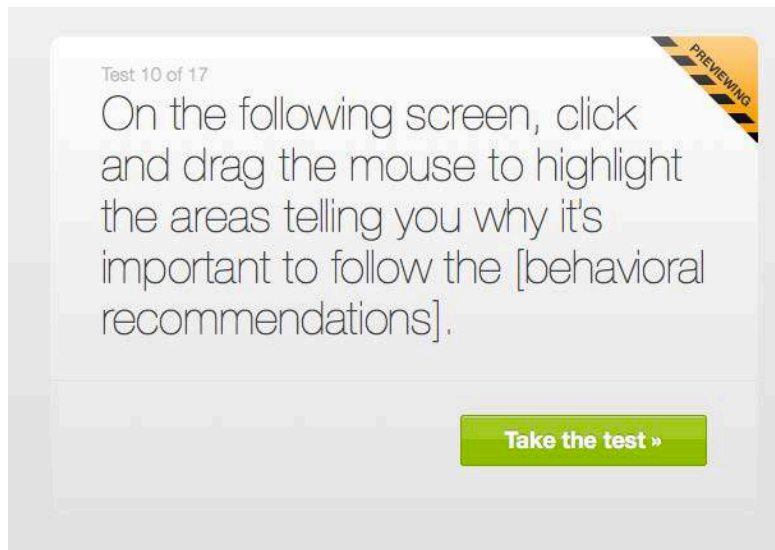 Test 10 of 17
PREVIEWING
On the following screen, click
and drag the mouse to highlight
the areas telling you why it's
important to follow the [behavioral
recommendations].
Take the test »